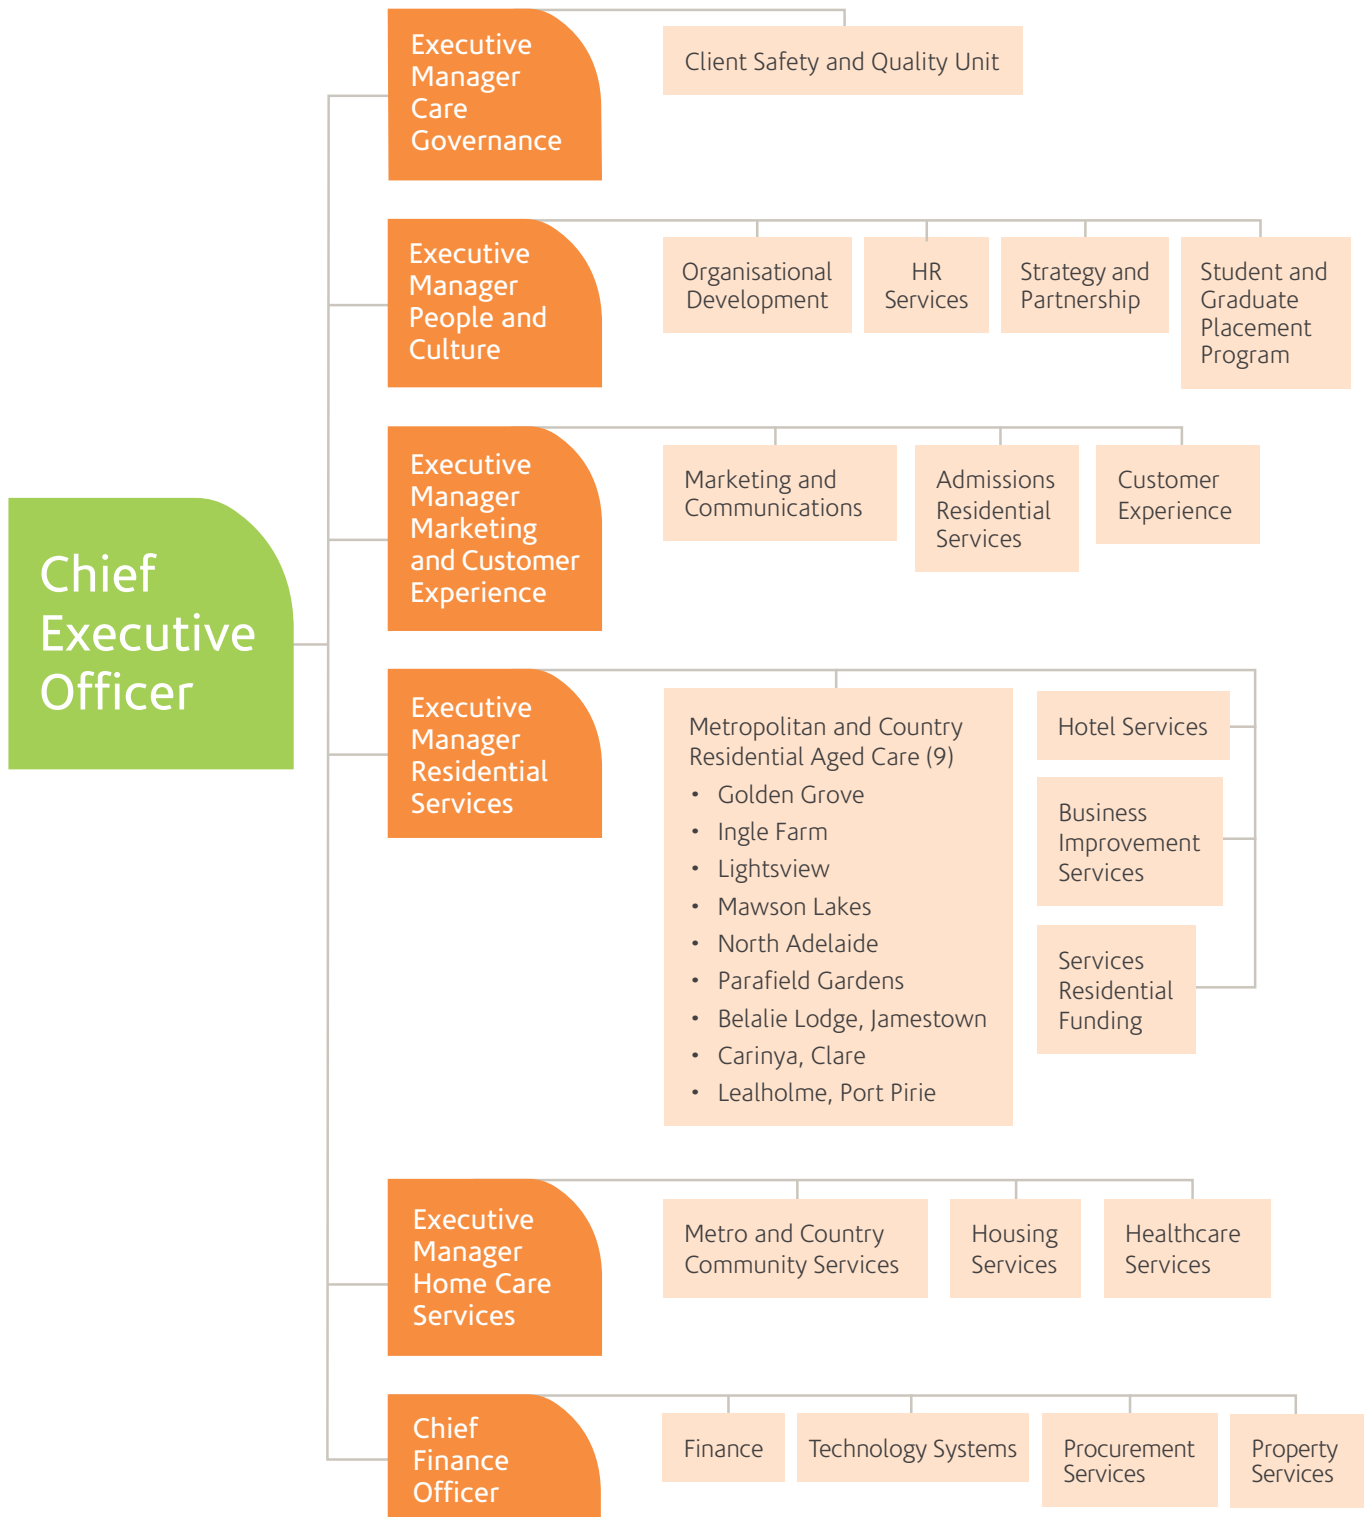 Executive
Manager
Care
Governance
Client Safety and Quality Unit
Executive
Manager
People and
Culture
Organisational
Development
HR
Services
Strategy and
Partnership
Student and
Graduate
Placement
Program
Executive
Manager
Marketing
and Customer
Experience
Marketing and
Communications
Admissions
Residential
Services
Customer
Experience
Chief
Executive
Officer
Executive
Manager
Residential
Services
Metropolitan and Country
Residential Aged Care (9)
• Golden Grove
• Ingle Farm
• Lightsview
• Mawson Lakes
• North Adelaide
• Parafield Gardens
• Belalie Lodge, Jamestown
• Carinya, Clare
• Lealholme, Port Pirie
Hotel Services
Business
Improvement
Services
Services
Residential
Funding
Executive
Manager
Home Care
Services
Metro and Country
Community Services
Housing
Services
Healthcare
Services
Chief
Finance
Officer
Finance
Technology Systems
Procurement
Services
Property
Services